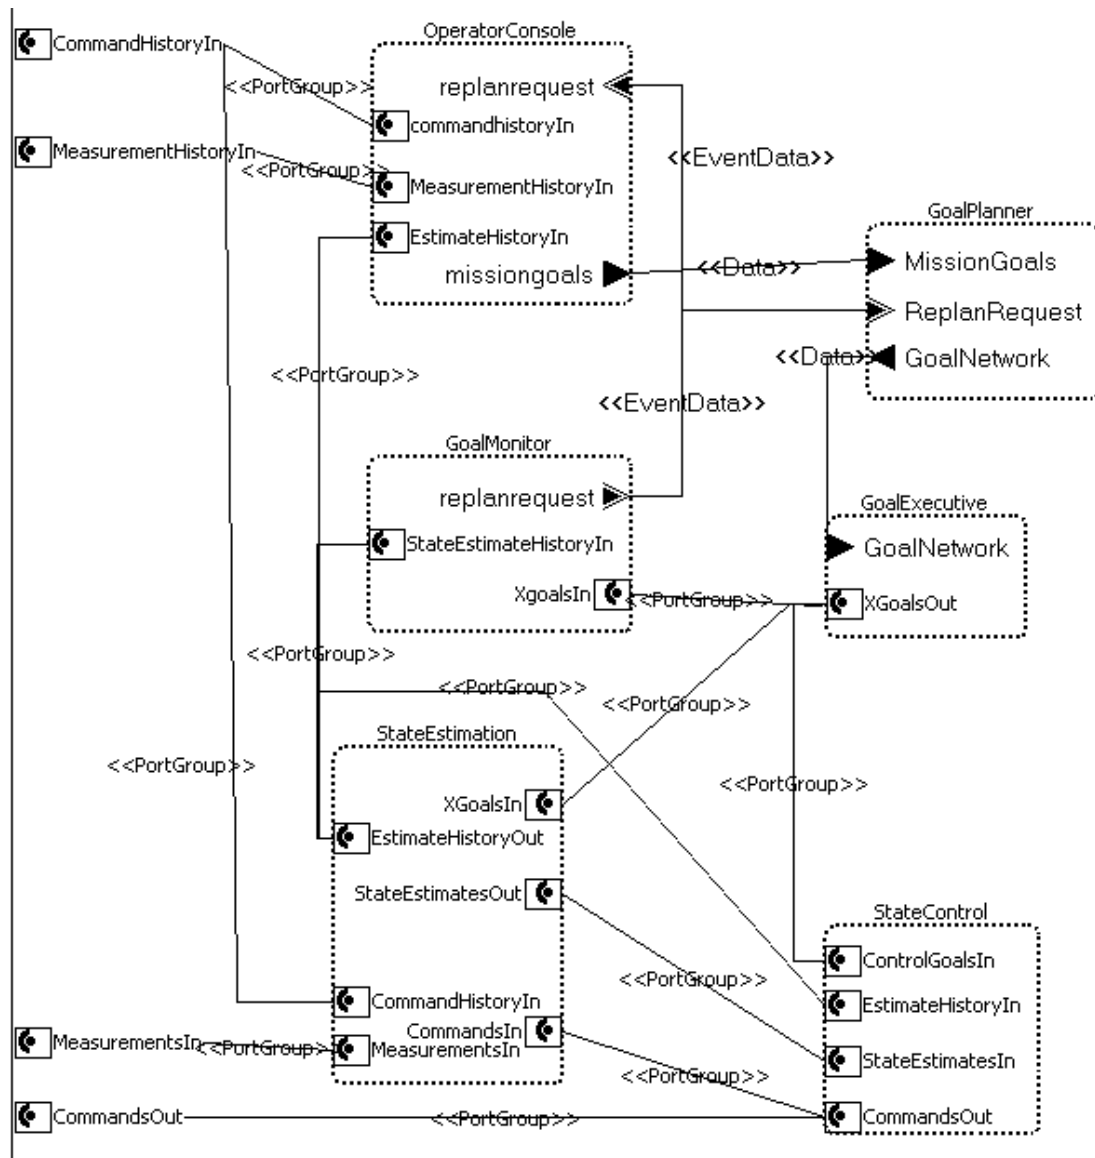 OperatorConsole
CommandHistoryIn
<<PortGroup>>
replanrequest
commandhistoryIn
MeasurementHistoryIn
<<PortGroup>>
<<EventData>>
MeasurementHistoryIn
GoalPlanner
EstimateHistoryIn
missiongoals
<<Data>>
MissionGoals
ReplanRequest
<<Data>>
GoalNetwork
<<PortGroup>>
<<EventData>>
GoalMonitor
replanrequest
GoalExecutive
StateEstimateHistoryIn
GoalNetwork
XgoalsIn
<<PortGroup>>
XGoalsOut
<<PortGroup>>
<<PortGroup>>
<<PortGroup>>
StateEstimation
<<PortGroup>>
<<PortGroup>>
XGoalsIn
EstimateHistoryOut
StateEstimatesOut
StateControl
ControlGoalsIn
<<PortGroup>>
CommandHistoryIn
EstimateHistoryIn
CommandsIn
MeasurementsIn
<<PortGroup>>
MeasurementsIn
StateEstimatesIn
<<PortGroup>>
CommandsOut
<<PortGroup>>
CommandsOut